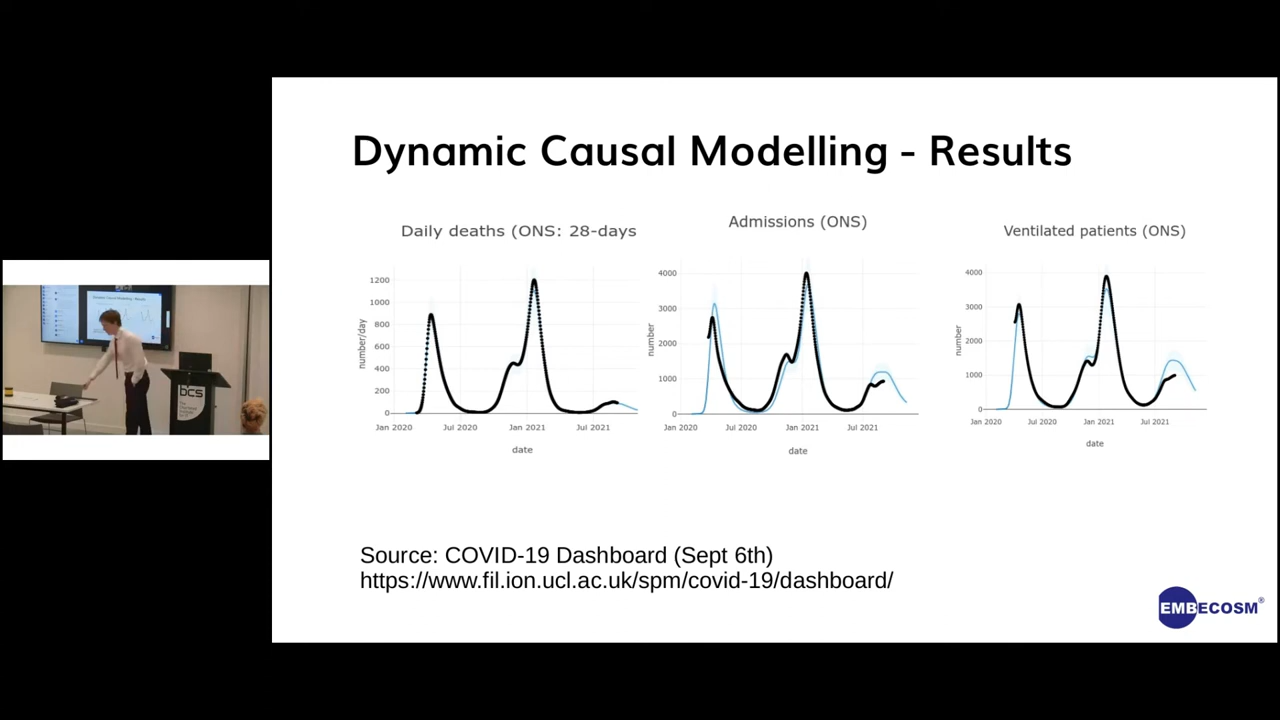 Dynamic Causal Modelling - Results
Daily deaths (ONS: 28-days
number/day
1200
1000
800
600
400
200
0
Jan 2020
Jul 2020
Jan 2021
Jul 2021
date
Admissions (ONS)
number
4000
3000
2000
1000
0
Jan 2020
Jul 2020
Jan 2021
Jul 2021
date
Ventilated patients (ONS)
number
4000
3000
2000
1000
0
Jan 2020
Jul 2020
Jan 2021
Jul 2021
date
Source: COVID-19 Dashboard (Sept 6th)
https://www.fil.ion.ucl.ac.uk/spm/covid-19/dashboard/
EMBECOSM®
bcs